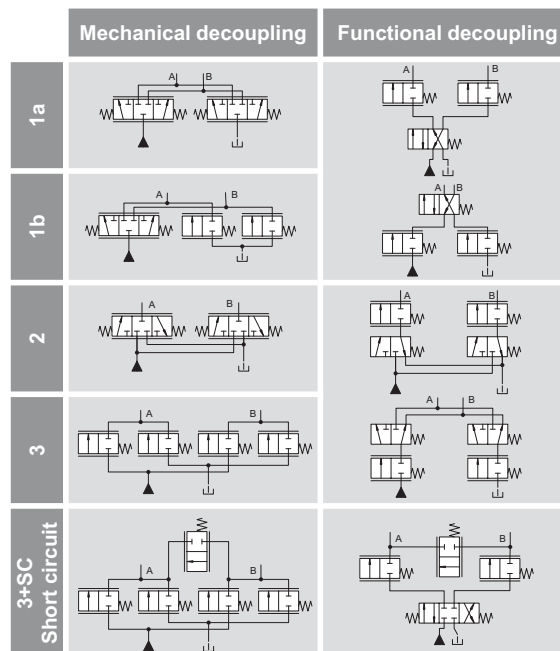 Mechanical decoupling
Functional decoupling
1a
A B
A B
1b
A B
A B
2
A B
A B
3
A B
A B
3+SC
Short circuit
A B
A B